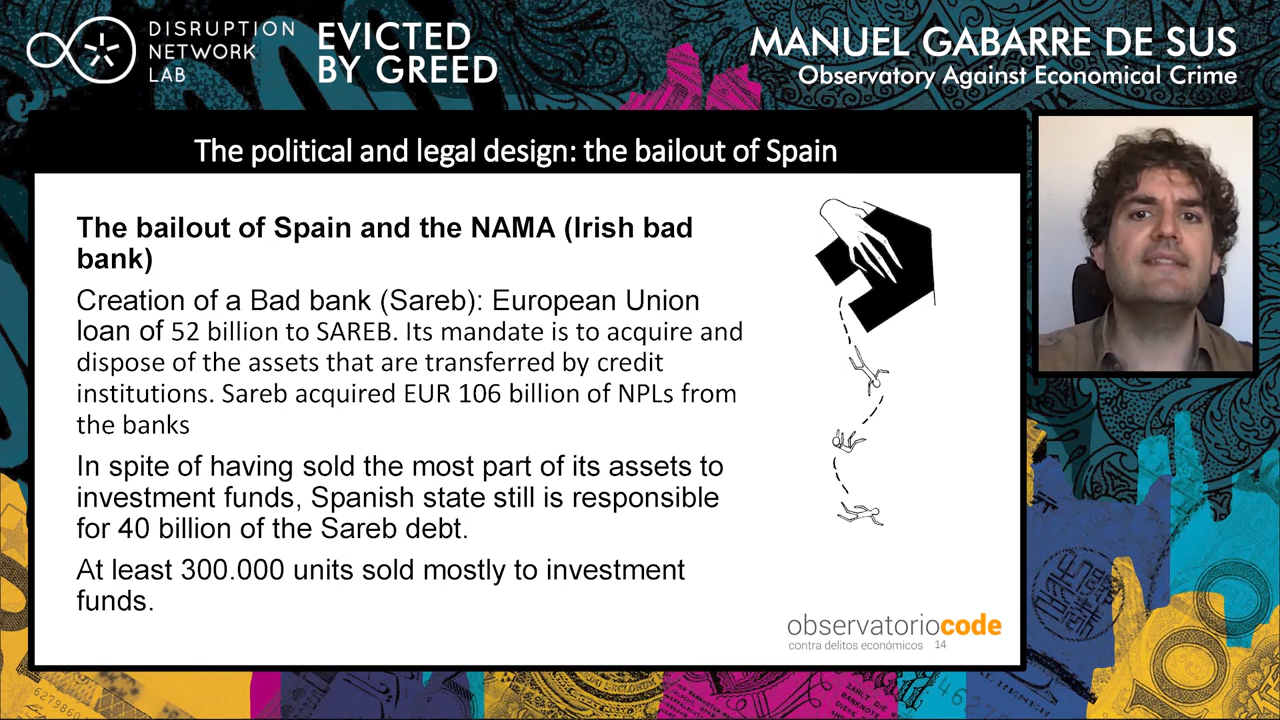 DISRUPTION
NETWORK
LAB
EVICTED
BY GREED
MANUEL GABARRE DE SUS
Observatory Against Economical Crime
The political and legal design: the bailout of Spain
The bailout of Spain and the NAMA (Irish bad
bank)
Creation of a Bad bank (Sareb): European Union
loan of 52 billion to SAREB. Its mandate is to acquire and
dispose of the assets that are transferred by credit
institutions. Sareb acquired EUR 106 billion of NPLs from
the banks
In spite of having sold the most part of its assets to
investment funds, Spanish state still is responsible
for 40 billion of the Sareb debt.
At least 300.000 units sold mostly to investment
funds.
observatoriocode
contra delitos económicos 14
ZAHLT DIE
BANKNOTE